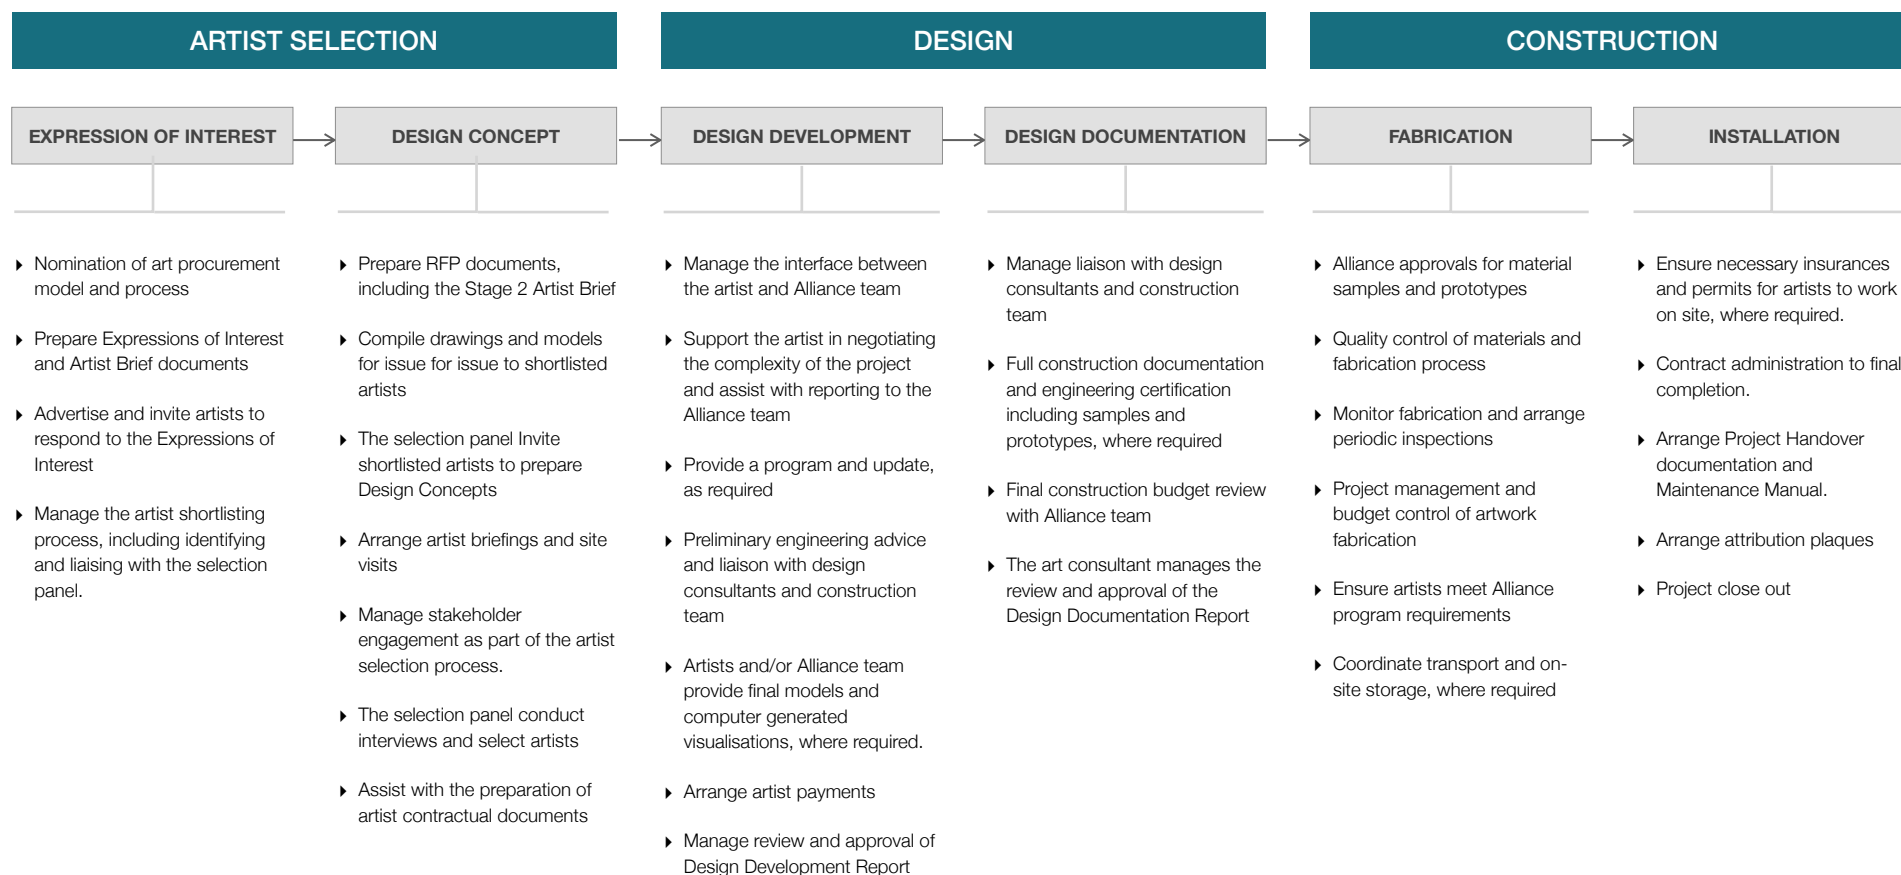 ARTIST SELECTION
DESIGN
CONSTRUCTION
EXPRESSION OF INTEREST
DESIGN CONCEPT
DESIGN DEVELOPMENT
DESIGN DOCUMENTATION
FABRICATION
INSTALLATION
Nomination of art procurement
model and process
Prepare Expressions of Interest
and Artist Brief documents
Advertise and invite artists to
respond to the Expressions of
Interest
Manage the artist shortlisting
process, including identifying
and liaising with the selection
panel.
Prepare RFP documents,
including the Stage 2 Artist Brief
Compile drawings and models
for issue for issue to shortlisted
artists
The selection panel Invite
shortlisted artists to prepare
Design Concepts
Arrange artist briefings and site
visits
Manage stakeholder
engagement as part of the artist
selection process.
The selection panel conduct
interviews and select artists
Assist with the preparation of
artist contractual documents
Manage the interface between
the artist and Alliance team
Support the artist in negotiating
the complexity of the project
and assist with reporting to the
Alliance team
Provide a program and update,
as required
Preliminary engineering advice
and liaison with design
consultants and construction
team
Artists and/or Alliance team
provide final models and
computer generated
visualisations, where required.
Arrange artist payments
Manage review and approval of
Design Development Report
Manage liaison with design
consultants and construction
team
Full construction documentation
and engineering certification
including samples and
prototypes, where required
Final construction budget review
with Alliance team
The art consultant manages the
review and approval of the
Design Documentation Report
Alliance approvals for material
samples and prototypes
Quality control of materials and
fabrication process
Monitor fabrication and arrange
periodic inspections
Project management and
budget control of artwork
fabrication
Ensure artists meet Alliance
program requirements
Coordinate transport and on-
site storage, where required
Ensure necessary insurances
and permits for artists to work
on site, where required.
Contract administration to final
completion.
Arrange Project Handover
documentation and
Maintenance Manual.
Arrange attribution plaques
Project close out